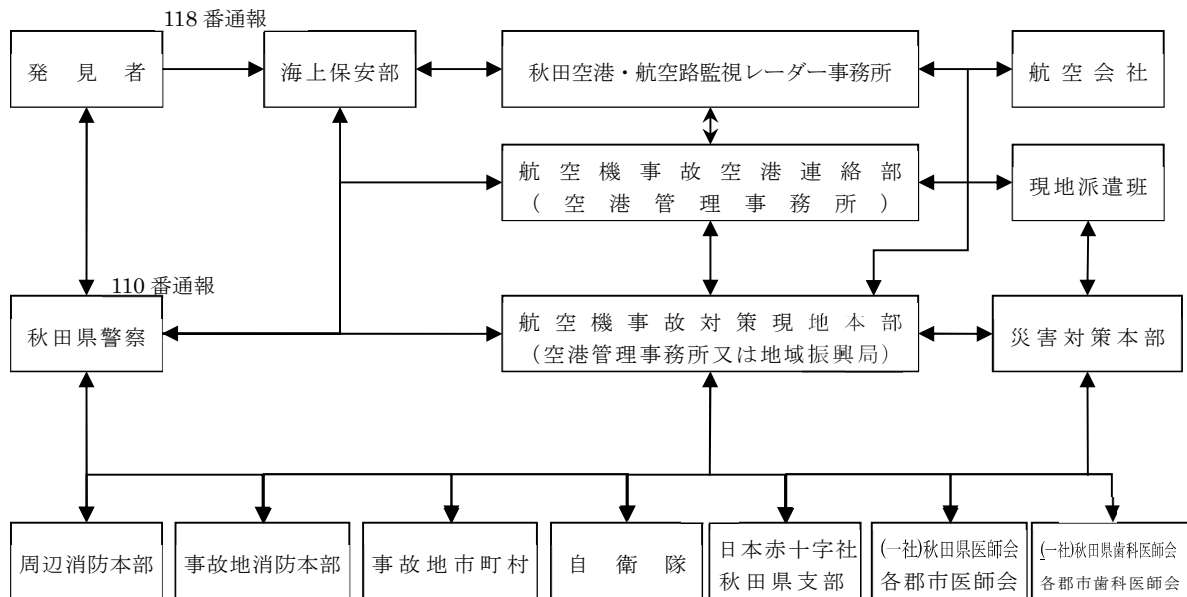 118 番通報
発見者
海上保安部
秋田空港・航空路監視レーダー事務所
航空会社
航空機事故空港連絡部
(空港管理事務所)
現地派遣班
110 番通報
秋田県警察
航空機事故対策現地本部
(空港管理事務所又は地域振興局)
災害対策本部
周辺消防本部
事故地消防本部
事故地市町村
自衛隊
日本赤十字社
秋田県支部
(一社)秋田県医師会
各郡市医師会
(一社)秋田県歯科医師会
各郡市歯科医師会